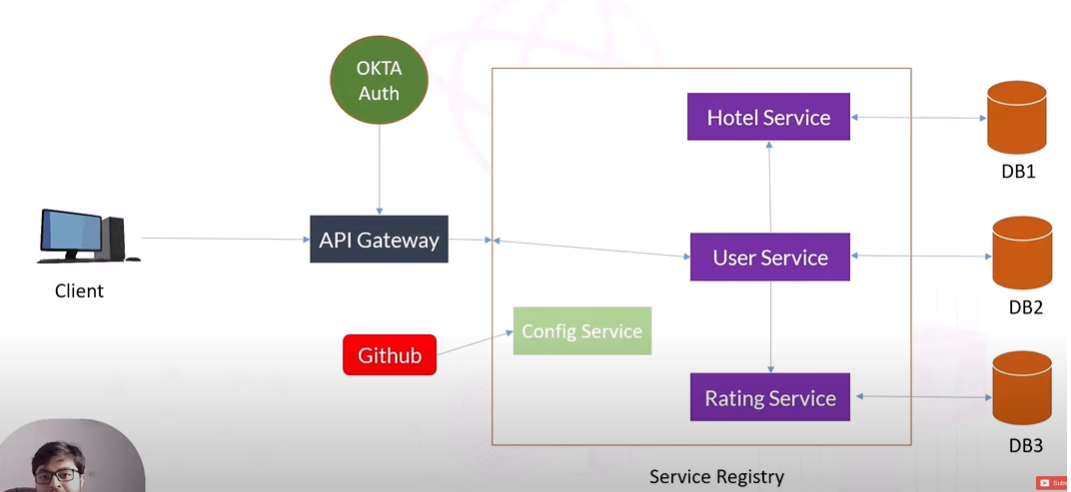 OKTA
Auth
Hotel Service
DB1
API Gateway
Client
User Service
DB2
Config Service
Github
Rating Service
DB3
Service Registry